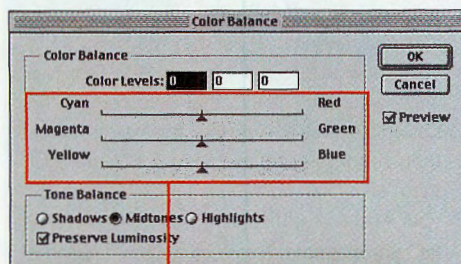 Color Balance
Color Balance
OK
Color Levels: 0 0 0
Cancel
Cyan Red
Preview
Magenta Green
Yellow Blue
Tone Balance
Shadows Midtones Highlights
Preserve Luminosity